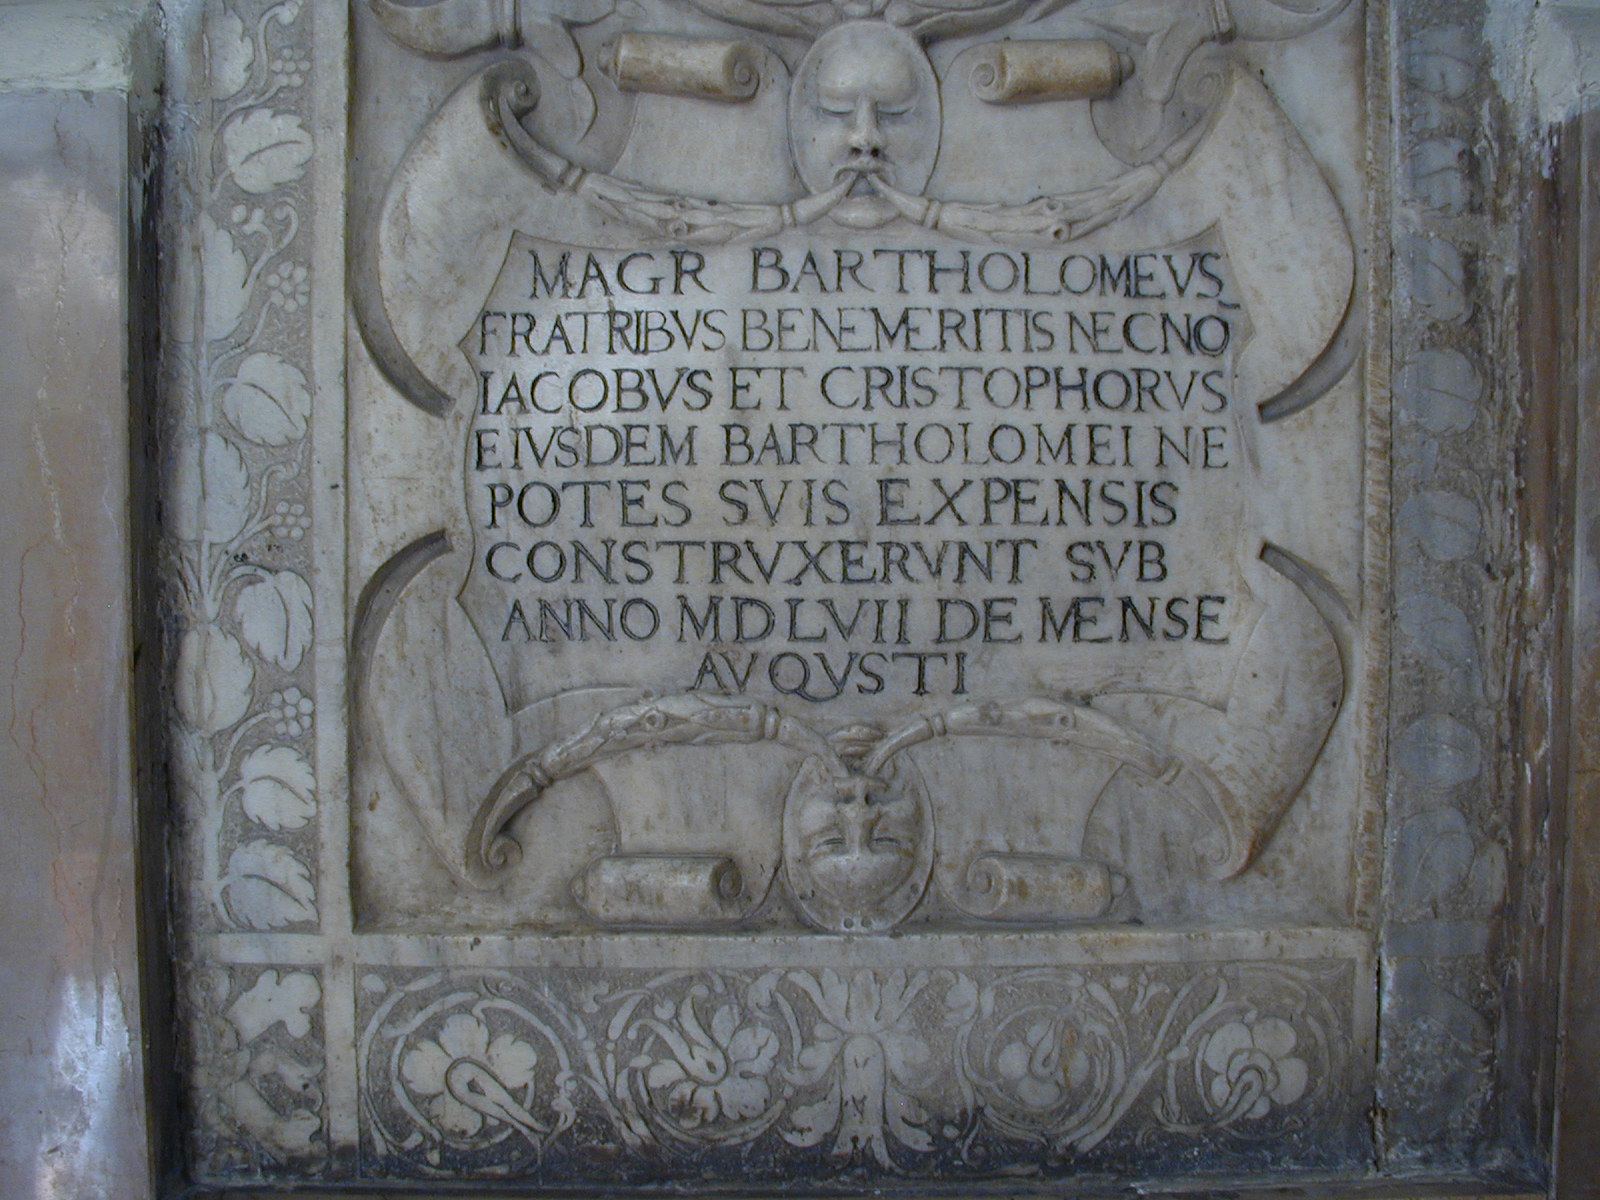 MAGR BARTHOLOMEVS
FRATRIBVS BENEMERITIS NECNŌ
IACOBVS ET CRISTOPHORVS
EIVSDEM BARTHOLOMEI NE
POTES SVIS EXPENSIS
CONSTRVXERVNT SVB
ANNO MDLVII DE MENSE
AVQVSTI